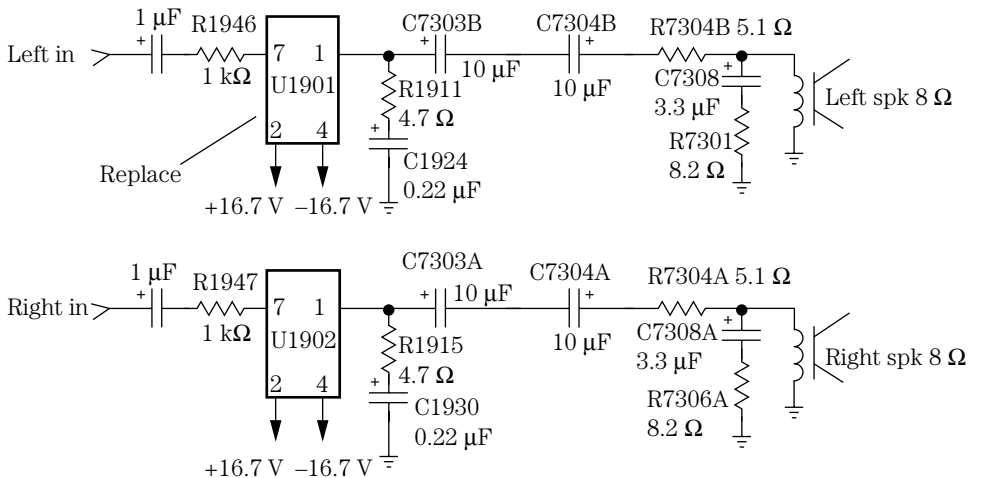 1 µF
R1946
C7303B
C7304B
R7304B 5.1 Ω
Left in
+
1 kΩ
7
1
U1901
2
4
+
10 µF
+
10 µF
R1911
4.7 Ω
+
C1924
0.22 µF
+
C7308
3.3 µF
R7301
8.2 Ω
Left spk 8 Ω
Replace
+16.7 V
–16.7 V
1 µF
R1947
C7303A
C7304A
R7304A 5.1 Ω
Right in
+
1 kΩ
7
1
U1902
2
4
+
10 µF
+
10 µF
R1915
4.7 Ω
+
C1930
0.22 µF
+
C7308A
3.3 µF
R7306A
8.2 Ω
Right spk 8 Ω
+16.7 V
–16.7 V